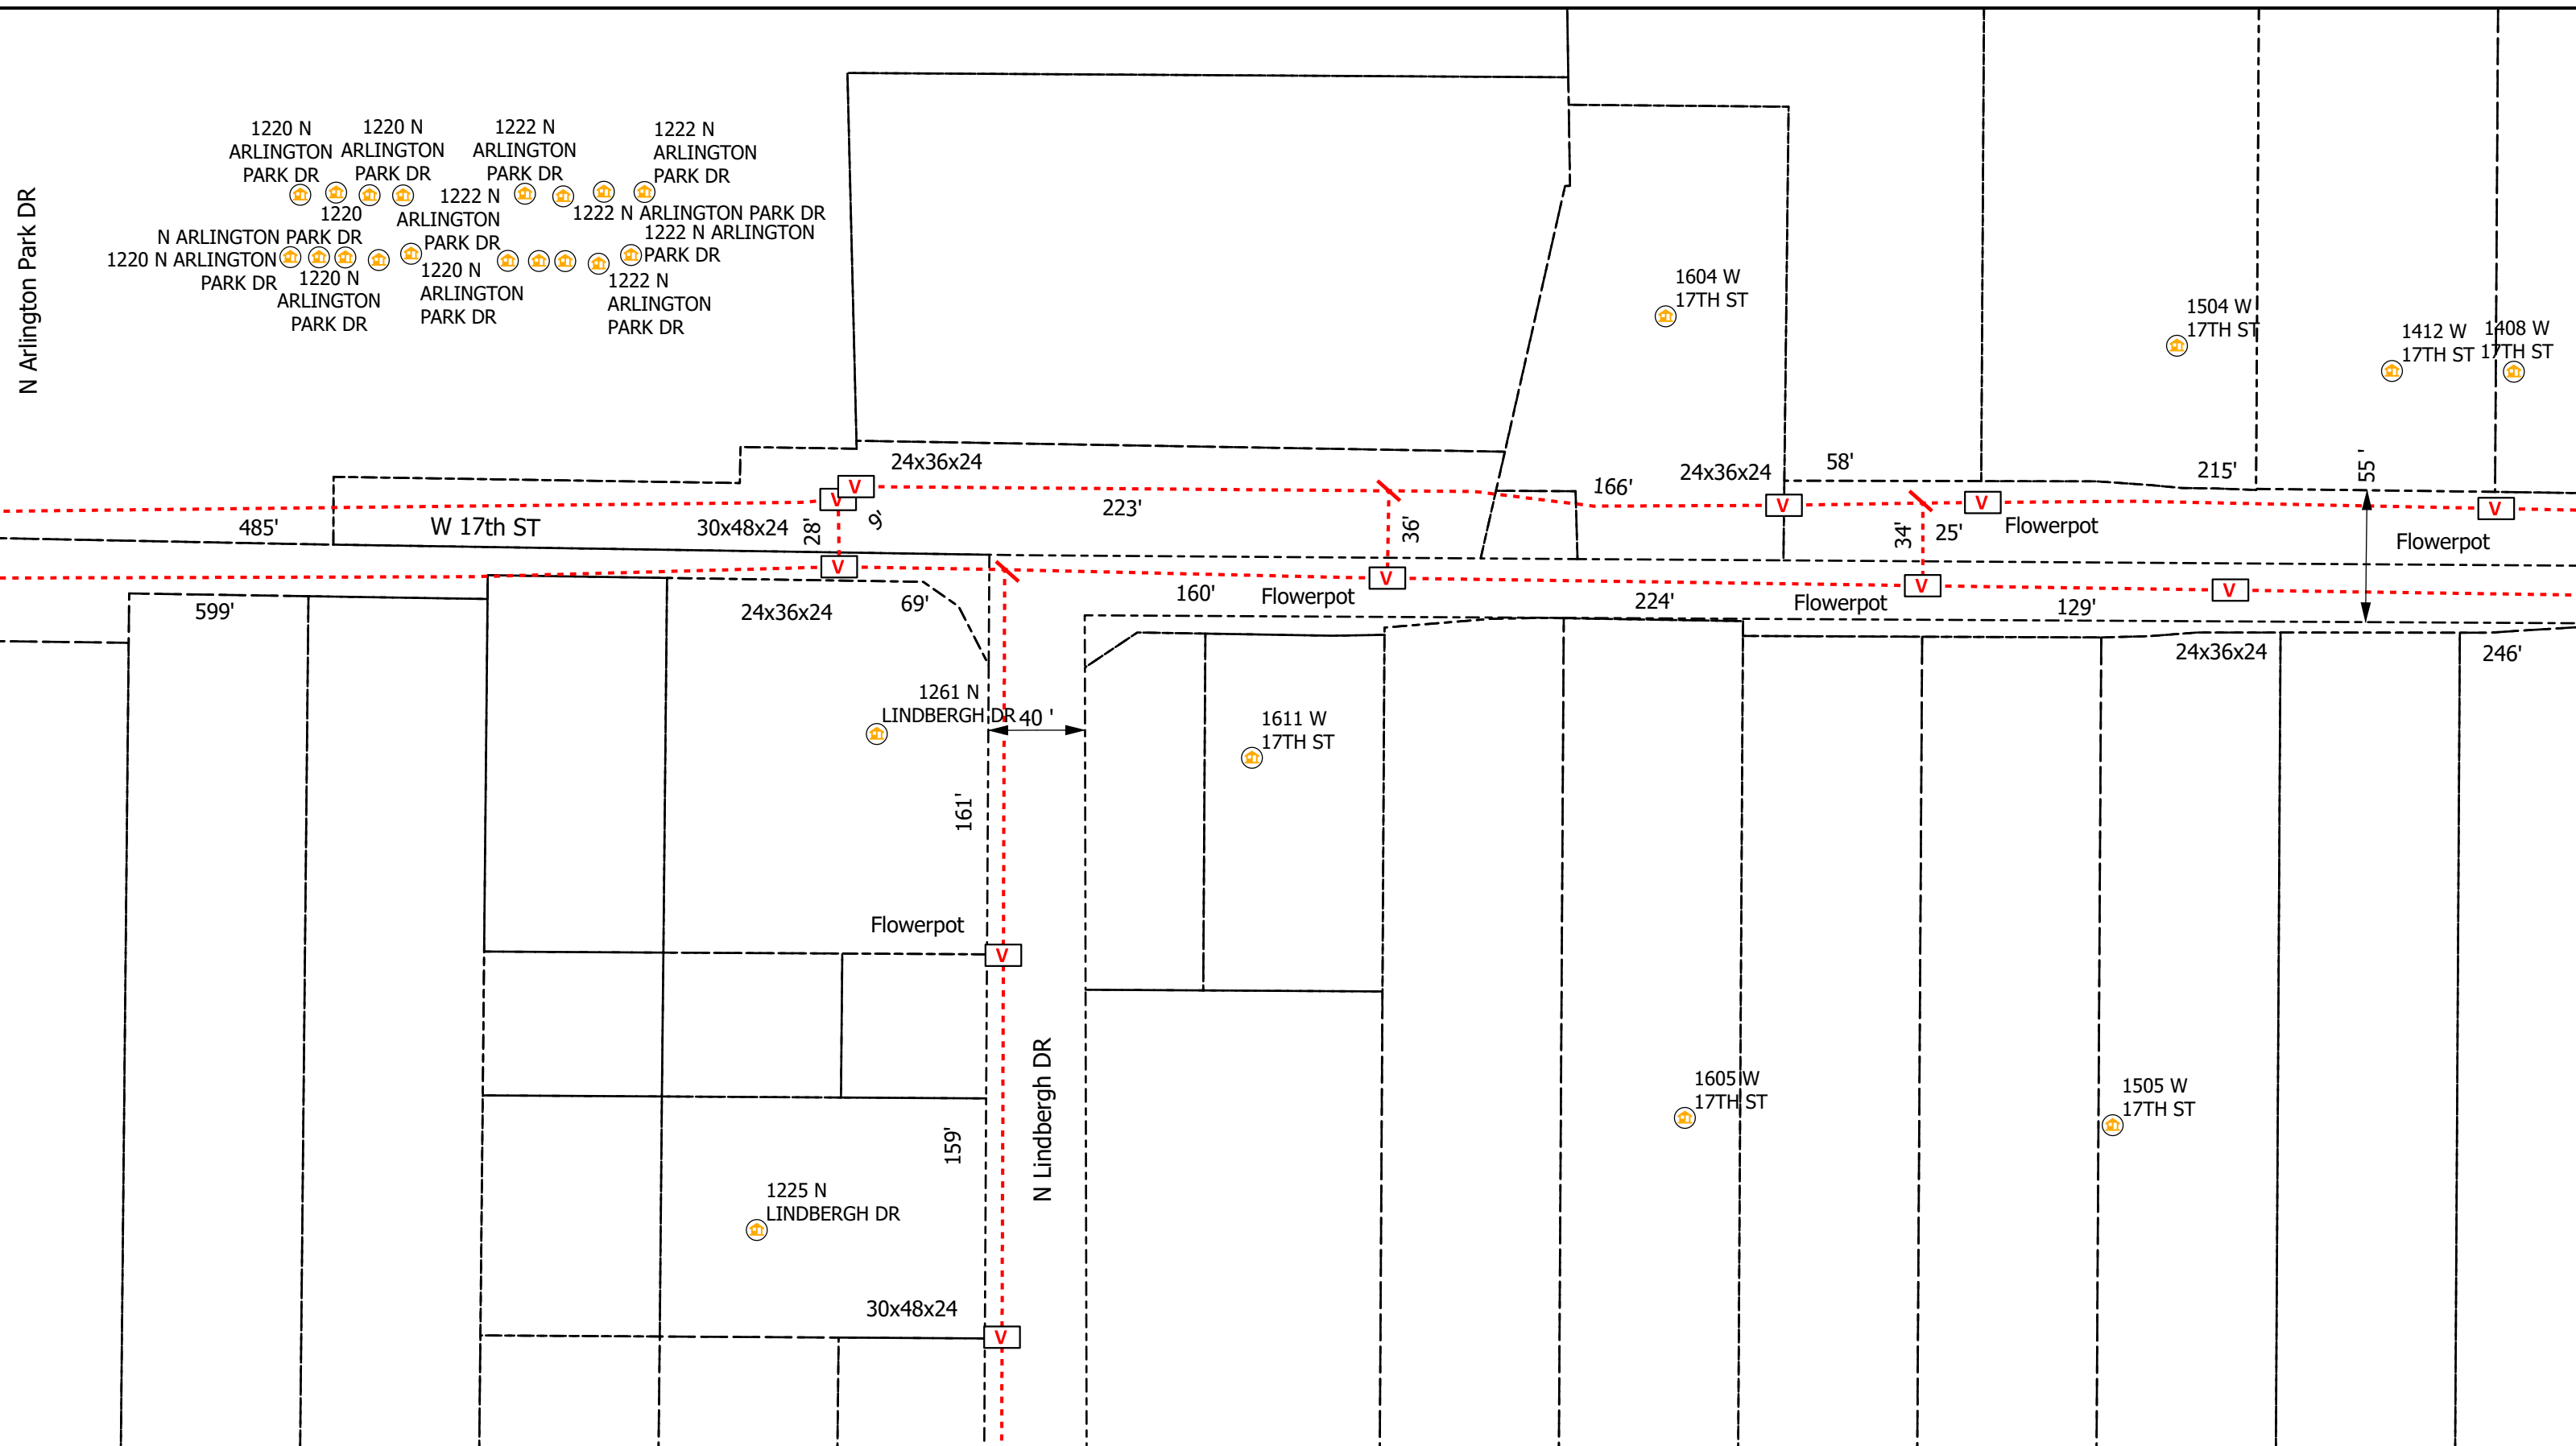 1220 N
ARLINGTON
PARK DR
1220 N
ARLINGTON
PARK DR
1222 N
ARLINGTON
PARK DR
1222 N
ARLINGTON
PARK DR
1220
N ARLINGTON PARK DR
1222 N
ARLINGTON
PARK DR
1222 N ARLINGTON PARK DR
1222 N ARLINGTON
PARK DR
1220 N ARLINGTON
PARK DR
1220 N
ARLINGTON
PARK DR
1220 N
ARLINGTON
PARK DR
1222 N
ARLINGTON
PARK DR
N Arlington Park DR
1604 W
17TH ST
1504 W
17TH ST
1412 W
17TH ST
1408 W
17TH ST
24x36x24
166'
24x36x24
58'
215'
55 '
V
V
V
V
V
485'
W 17th ST
30x48x24
28'
9'
223'
36'
34'
25'
Flowerpot
Flowerpot
V
V
V
V
599'
24x36x24
69'
160'
Flowerpot
224'
Flowerpot
129'
24x36x24
246'
1261 N
LINDBERGH DR
40 '
1611 W
17TH ST
161'
Flowerpot
V
N Lindbergh DR
1605 W
17TH ST
1505 W
17TH ST
159'
1225 N
LINDBERGH DR
30x48x24
V